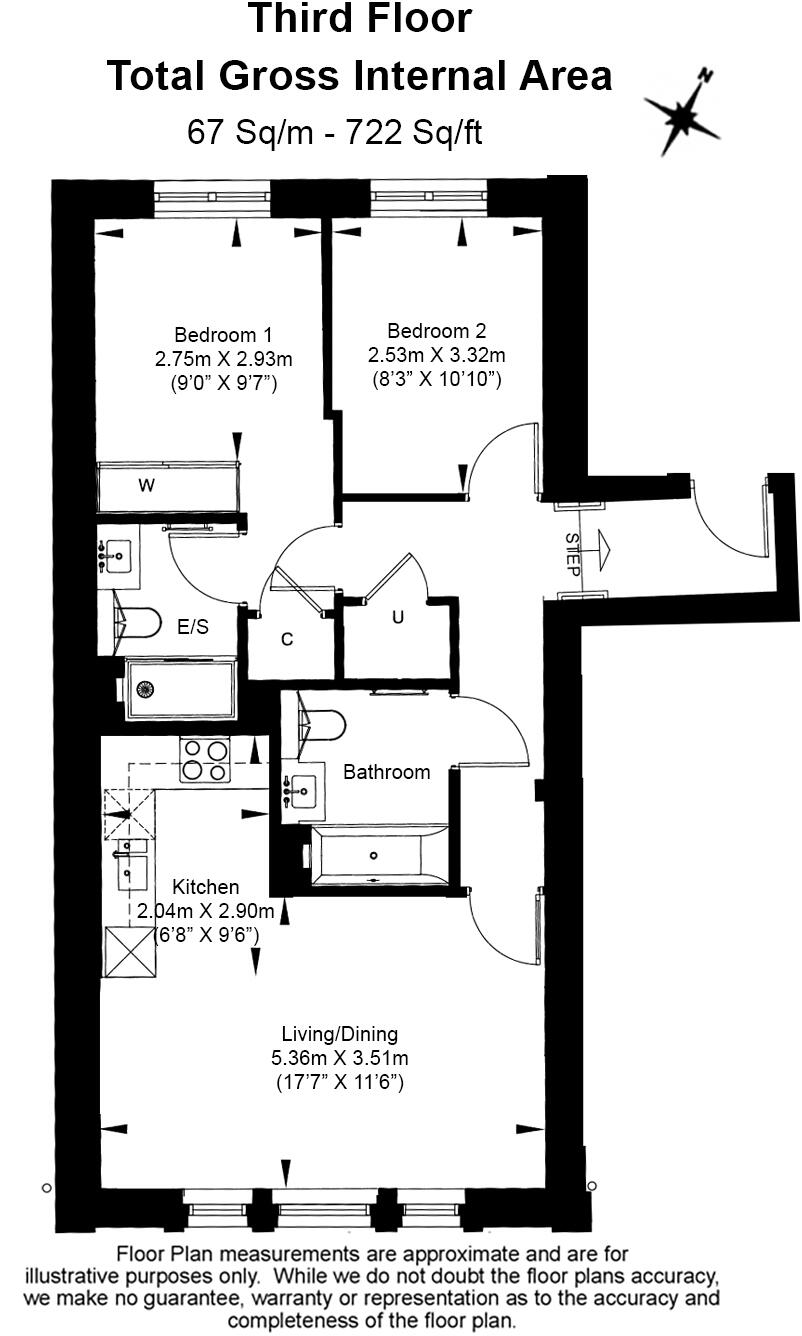 Third Floor
Total Gross Internal Area
67 Sq/m - 722 Sq/ft
N
Bedroom 1
2.75m X 2.93m
(9’0” X 9’7”)
Bedroom 2
2.53m X 3.32m
(8’3” X 10’10”)
W
STEP
E/S
C
U
Bathroom
Kitchen
2.04m X 2.90m
(6’8” X 9’6”)
Living/Dining
5.36m X 3.51m
(17’7” X 11’6”)
Floor Plan measurements are approximate and are for
illustrative purposes only. While we do not doubt the floor plans accuracy,
we make no guarantee, warranty or representation as to the accuracy and
completeness of the floor plan.